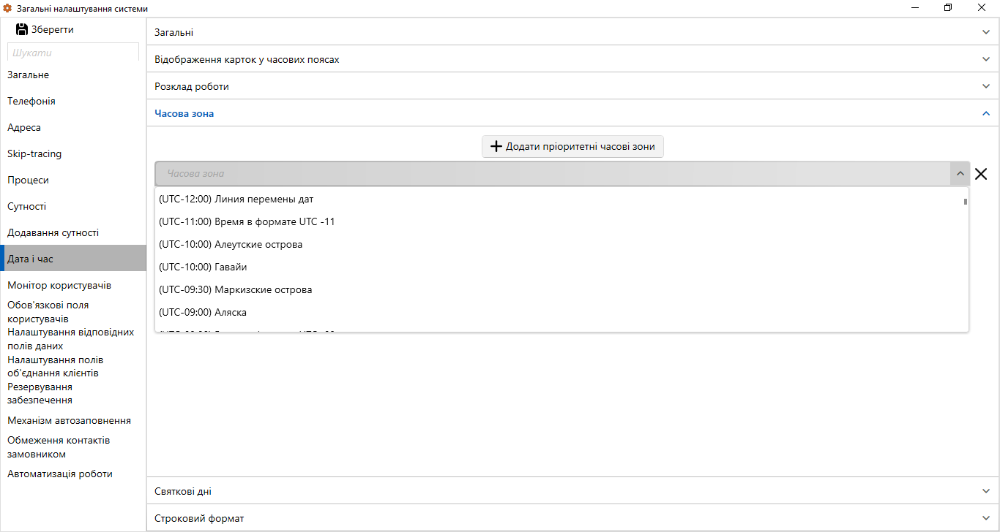 Загальні налаштування системи
Зберегти
Шукати
Загальне
Телефонія
Адреса
Skip-tracing
Процеси
Сутності
Додавання сутності
Дата і час
Монітор користувачів
Обов'язкові поля
користувачів
Налаштування відповідних
полів даних
Налаштування полів
об'єднання клієнтів
Резервування
забезпечення
Механізм автозаповнення
Обмеження контактів
замовником
Автоматизація роботи
Загальні
Відображення карток у часових поясах
Розклад роботи
Часова зона
Додати пріоритетні часові зони
Часова зона
(UTC-12:00) Линия перемены дат
(UTC-11:00) Время в формате UTC -11
(UTC-10:00) Алеутские острова
(UTC-10:00) Гавайи
(UTC-09:30) Маркизские острова
(UTC-09:00) Аляска
Святкові дні
Строковий формат